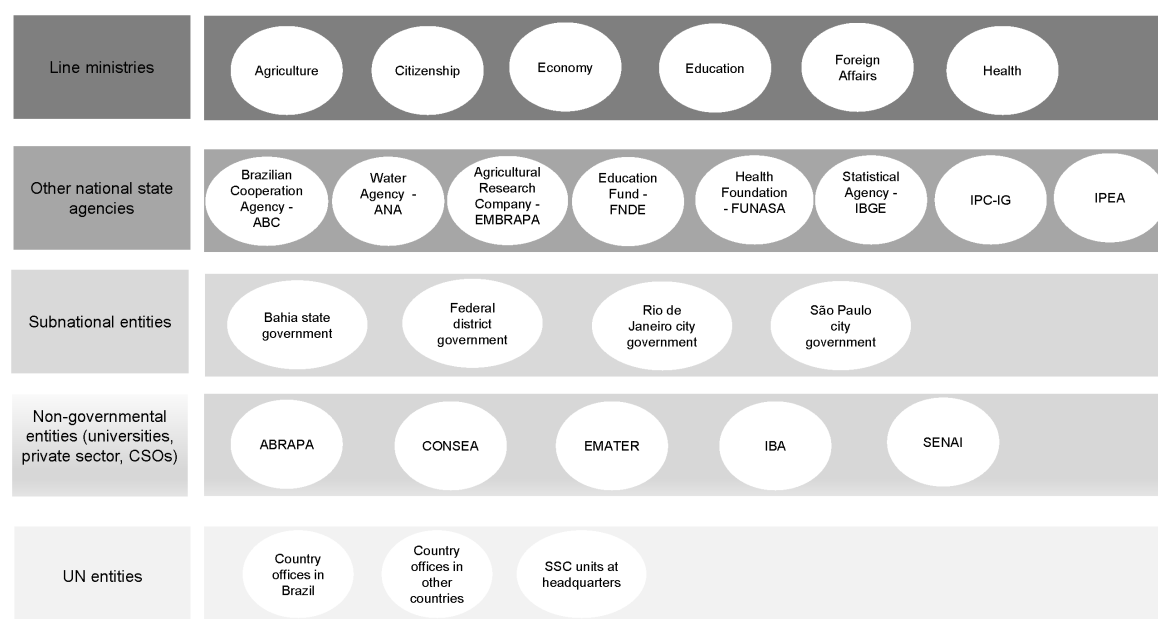 Line ministries
Agriculture
Citizenship
Economy
Education
Foreign
Affairs
Health
Other national state
agencies
Brazilian
Cooperation
Agency -
ABC
Water
Agency -
ANA
Agricultural
Research
Company -
EMBRAPA
Education
Fund -
FNDE
Health
Foundation
- FUNASA
Statistical
Agency -
IBGE
IPC-IG
IPEA
Subnational entities
Bahia state
government
Federal
district
government
Rio de
Janeiro city
government
São Paulo
city
government
Non-governmental
entities (universities,
private sector, CSOs)
ABRAPA
CONSEA
EMATER
IBA
SENAI
UN entities
Country
offices in
Brazil
Country
offices in
other
countries
SSC units at
headquarters